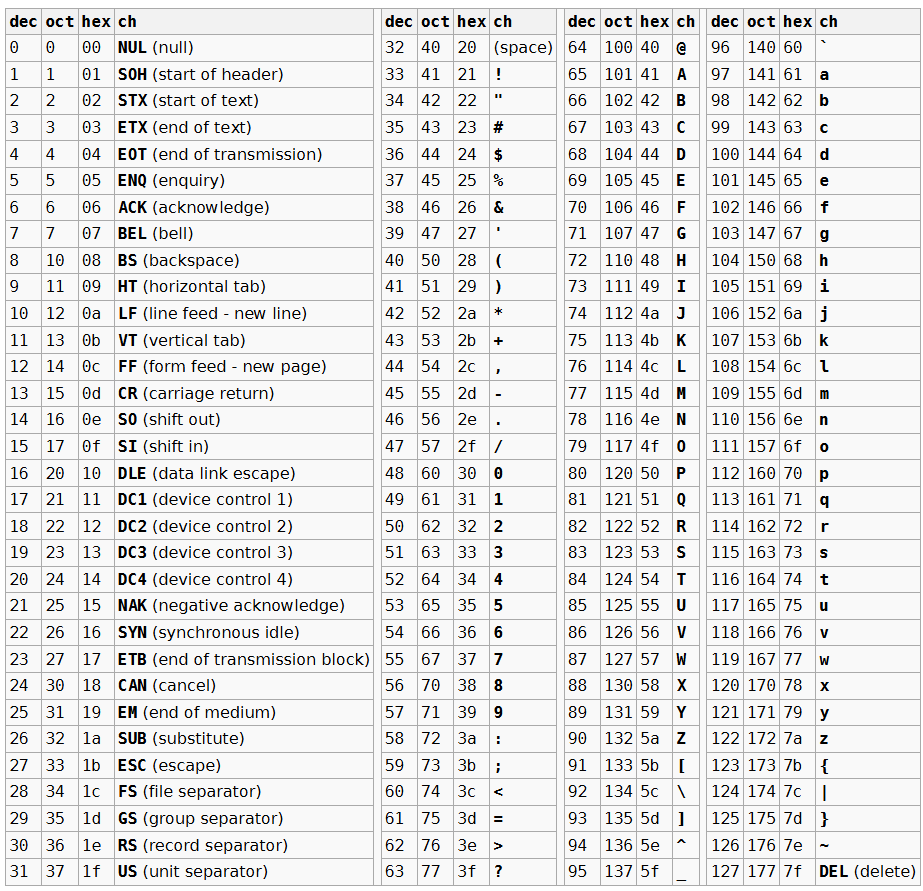 dec oct hex ch dec oct hex ch dec oct hex ch dec oct hex ch
0 0 00 NUL (null) 32 40 20 (space) 64 100 40 @ 96 140 60 `
1 1 01 SOH (start of header) 33 41 21 ! 65 101 41 A 97 141 61 a
2 2 02 STX (start of text) 34 42 22 " 66 102 42 B 98 142 62 b
3 3 03 ETX (end of text) 35 43 23 # 67 103 43 C 99 143 63 c
4 4 04 EOT (end of transmission) 36 44 24 $ 68 104 44 D 100 144 64 d
5 5 05 ENQ (enquiry) 37 45 25 % 69 105 45 E 101 145 65 e
6 6 06 ACK (acknowledge) 38 46 26 & 70 106 46 F 102 146 66 f
7 7 07 BEL (bell) 39 47 27 ' 71 107 47 G 103 147 67 g
8 10 08 BS (backspace) 40 50 28 ( 72 110 48 H 104 150 68 h
9 11 09 HT (horizontal tab) 41 51 29 ) 73 111 49 I 105 151 69 i
10 12 0a LF (line feed - new line) 42 52 2a * 74 112 4a J 106 152 6a j
11 13 0b VT (vertical tab) 43 53 2b + 75 113 4b K 107 153 6b k
12 14 0c FF (form feed - new page) 44 54 2c , 76 114 4c L 108 154 6c l
13 15 0d CR (carriage return) 45 55 2d - 77 115 4d M 109 155 6d m
14 16 0e SO (shift out) 46 56 2e . 78 116 4e N 110 156 6e n
15 17 0f SI (shift in) 47 57 2f / 79 117 4f O 111 157 6f o
16 20 10 DLE (data link escape) 48 60 30 0 80 120 50 P 112 160 70 p
17 21 11 DC1 (device control 1) 49 61 31 1 81 121 51 Q 113 161 71 q
18 22 12 DC2 (device control 2) 50 62 32 2 82 122 52 R 114 162 72 r
19 23 13 DC3 (device control 3) 51 63 33 3 83 123 53 S 115 163 73 s
20 24 14 DC4 (device control 4) 52 64 34 4 84 124 54 T 116 164 74 t
21 25 15 NAK (negative acknowledge) 53 65 35 5 85 125 55 U 117 165 75 u
22 26 16 SYN (synchronous idle) 54 66 36 6 86 126 56 V 118 166 76 v
23 27 17 ETB (end of transmission block) 55 67 37 7 87 127 57 W 119 167 77 w
24 30 18 CAN (cancel) 56 70 38 8 88 130 58 X 120 170 78 x
25 31 19 EM (end of medium) 57 71 39 9 89 131 59 Y 121 171 79 y
26 32 1a SUB (substitute) 58 72 3a : 90 132 5a Z 122 172 7a z
27 33 1b ESC (escape) 59 73 3b ; 91 133 5b [ 123 173 7b {
28 34 1c FS (file separator) 60 74 3c < 92 134 5c \ 124 174 7c |
29 35 1d GS (group separator) 61 75 3d = 93 135 5d ] 125 175 7d }
30 36 1e RS (record separator) 62 76 3e > 94 136 5e ^ 126 176 7e ~
31 37 1f US (unit separator) 63 77 3f ? 95 137 5f _ 127 177 7f DEL (delete)